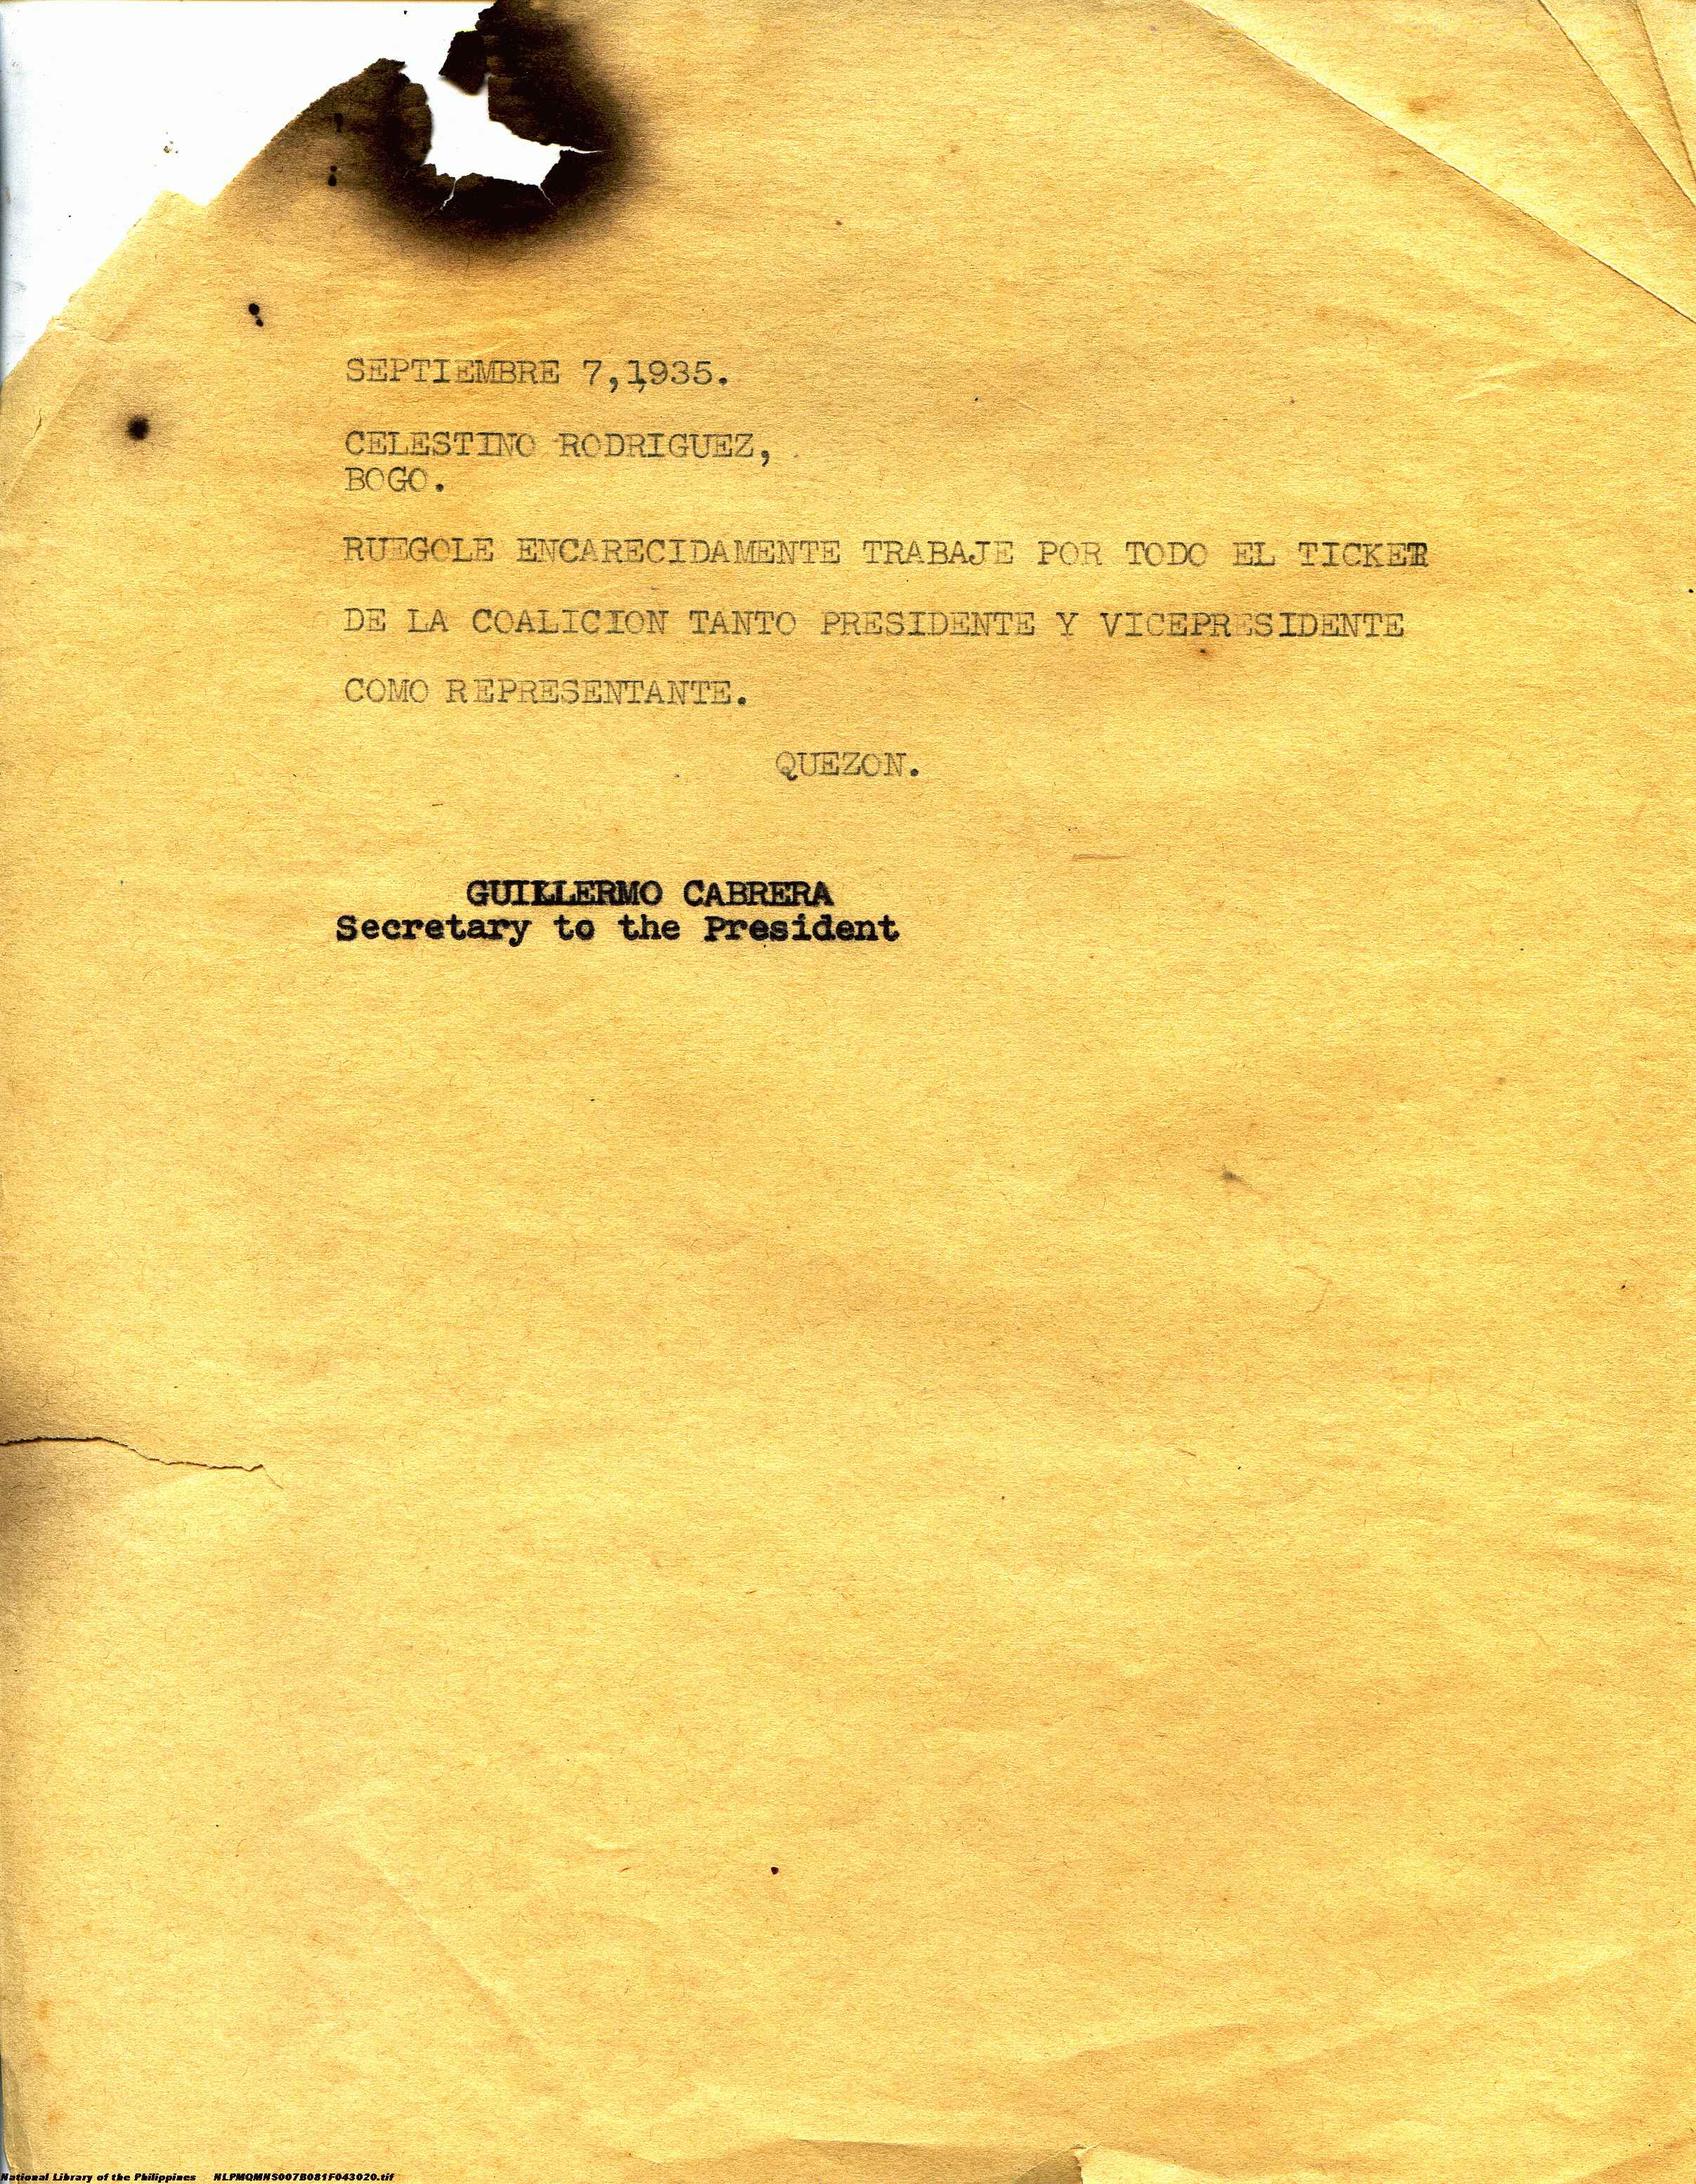 SEPTIEMBRE 7,1935.
CELESTINO RODRIGUEZ,
BOGO.
RUEGOLE ENCARECIDAMENTE TRABAJE POR TODO EL TICKET
DE LA COALICION TANTO PRESIDENTE Y VICEPRESIDENTE
COMO REPRESENTANTE.
QUEZON.
GUILLERMO CABRERA
Secretary to the President
National Library of the Philippines NLPMQMNS007B081F043020.tif